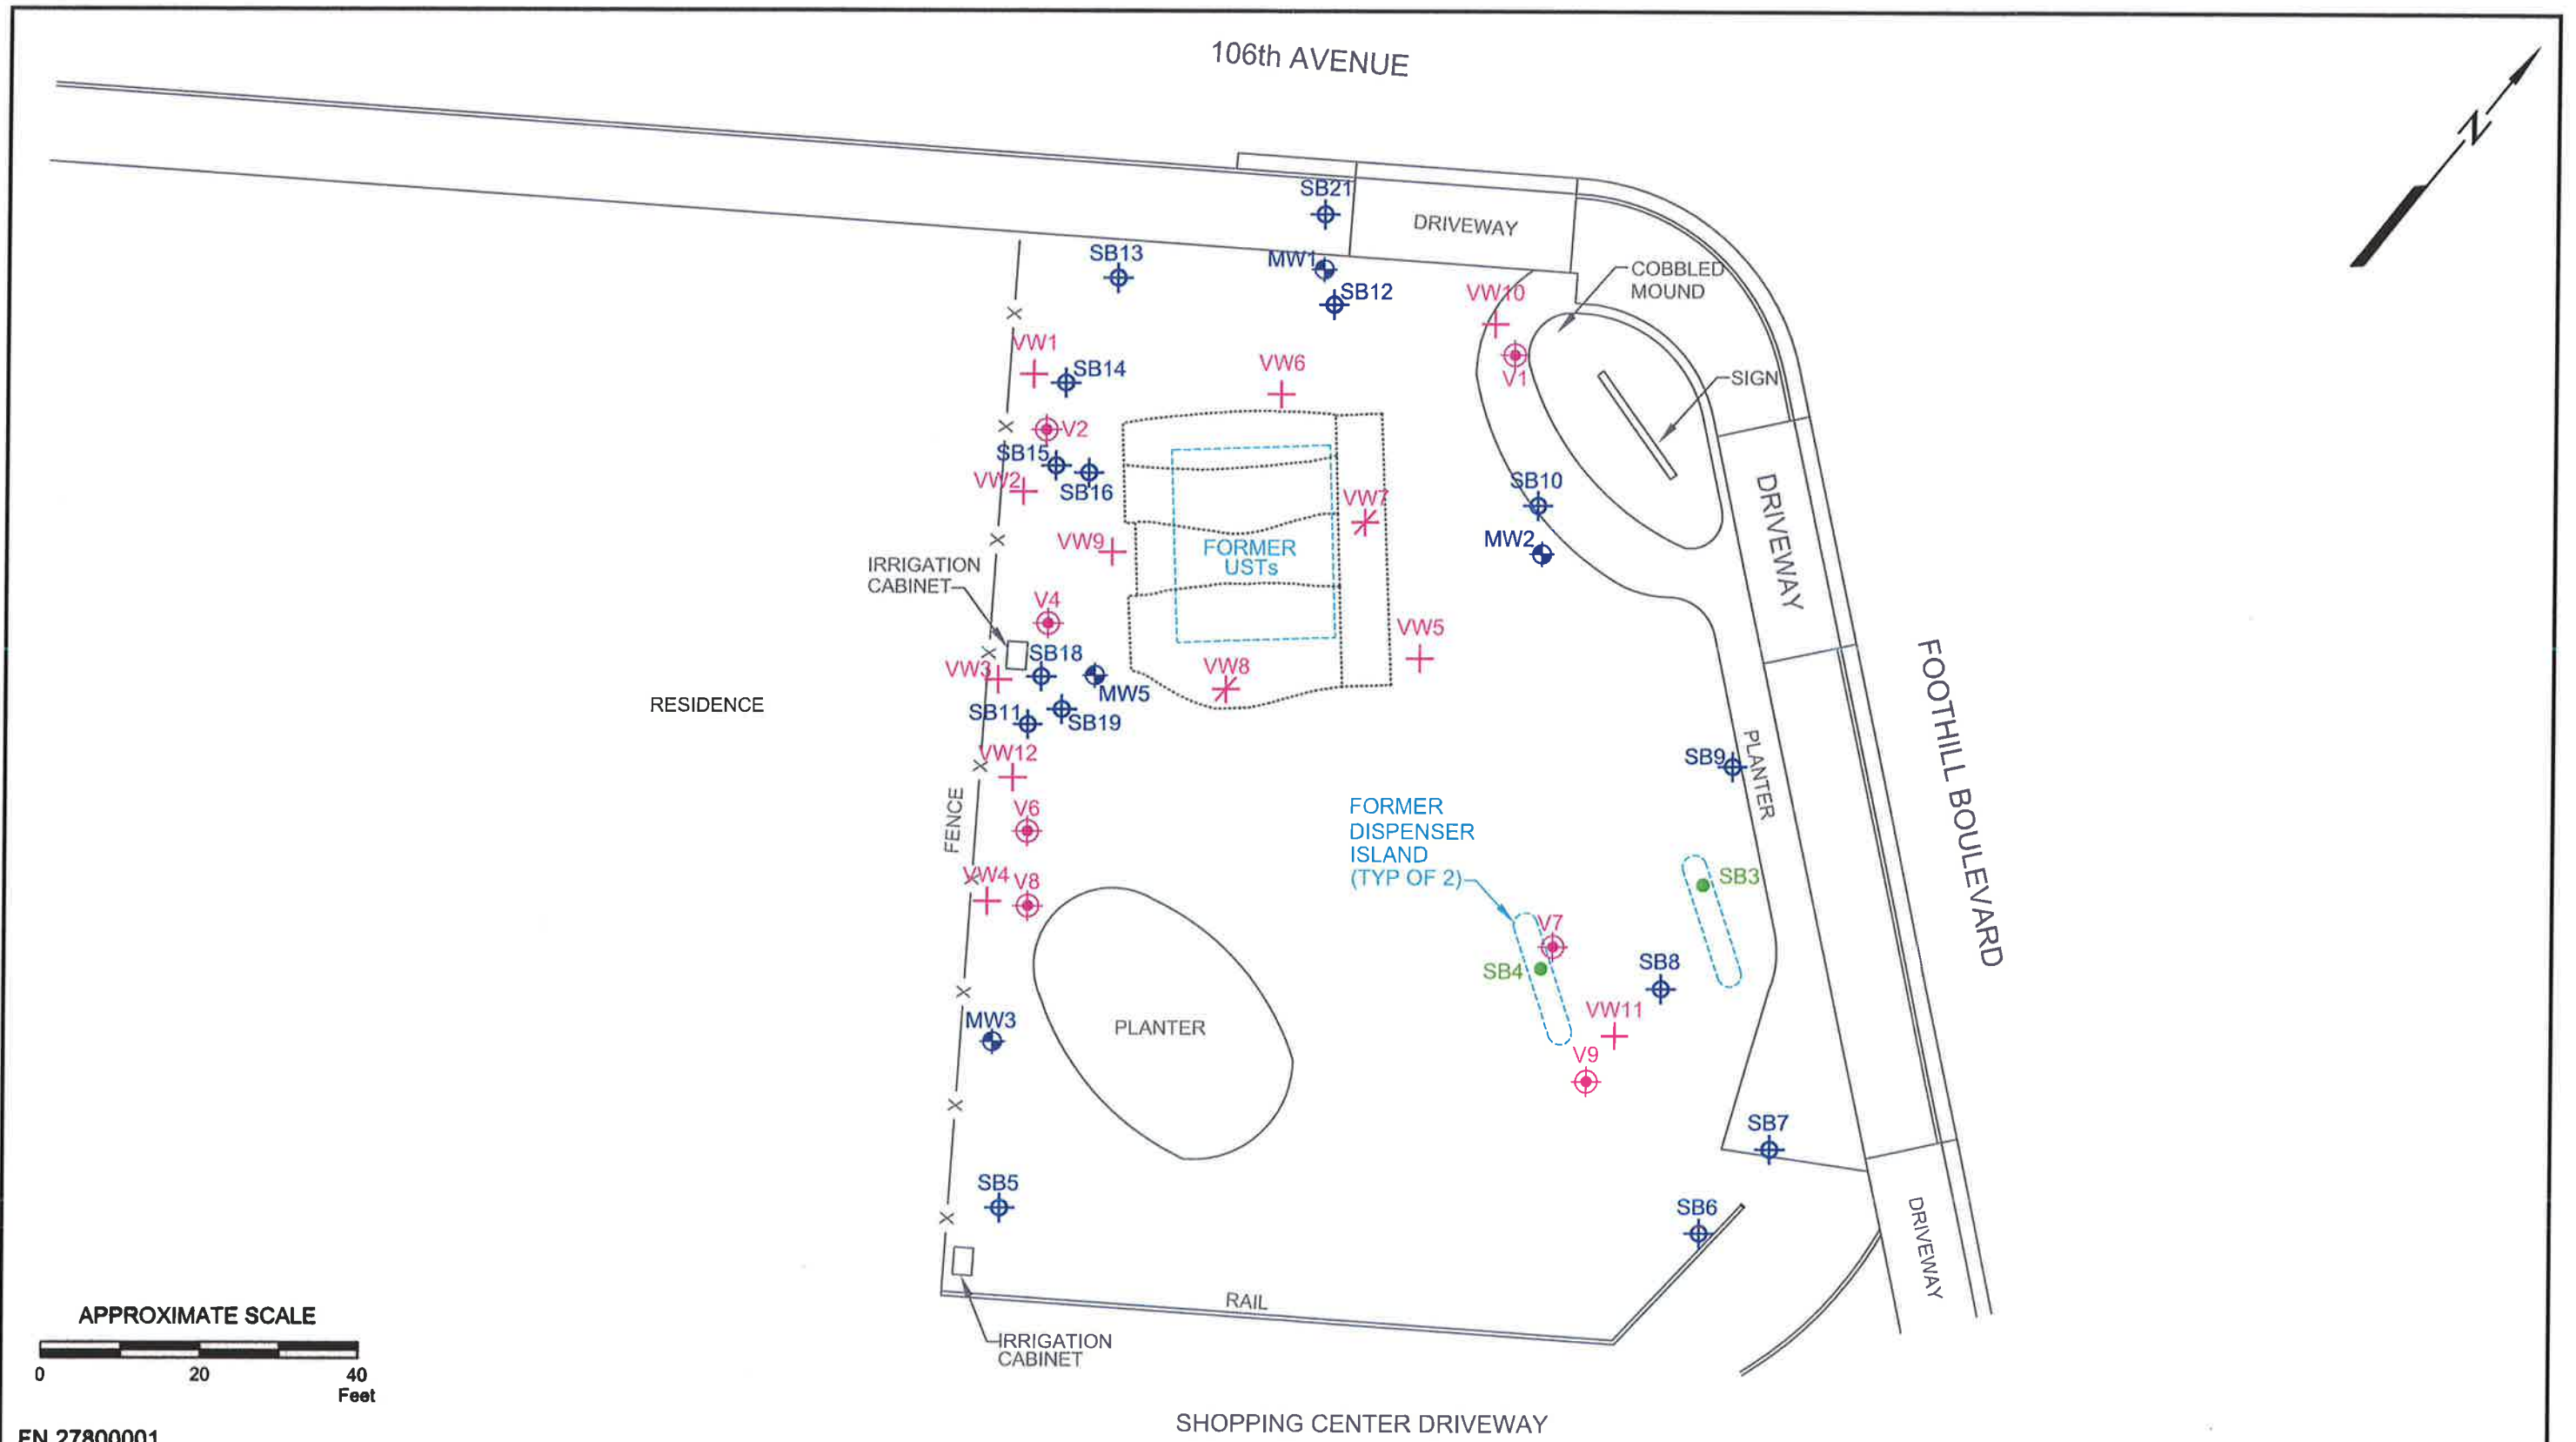 106th AVENUE
N
SB21
DRIVEWAY
SB13
MW1
SB12
COBBLED
MOUND
VW10
V1
SIGN
VW1
SB14
VW6
V2
SB15
SB16
VW2
SB10
VW7
MW2
DRIVEWAY
VW9
FORMER
USTs
IRRIGATION
CABINET
V4
VW5
SB18
VW3
VW8
MW5
RESIDENCE
SB11
SB19
FOOTHILL BOULEVARD
VW12
SB9
PLANTER
FENCE
V6
FORMER
DISPENSER
ISLAND
(TYP OF 2)
VW4
V8
SB3
V7
SB4
SB8
VW11
MW3
PLANTER
V9
SB7
SB5
SB6
DRIVEWAY
RAIL
IRRIGATION
CABINET
APPROXIMATE SCALE
0 20 40
Feet
SHOPPING CENTER DRIVEWAY
FN 27800001
X
X
X
X
X
X
X
X
X